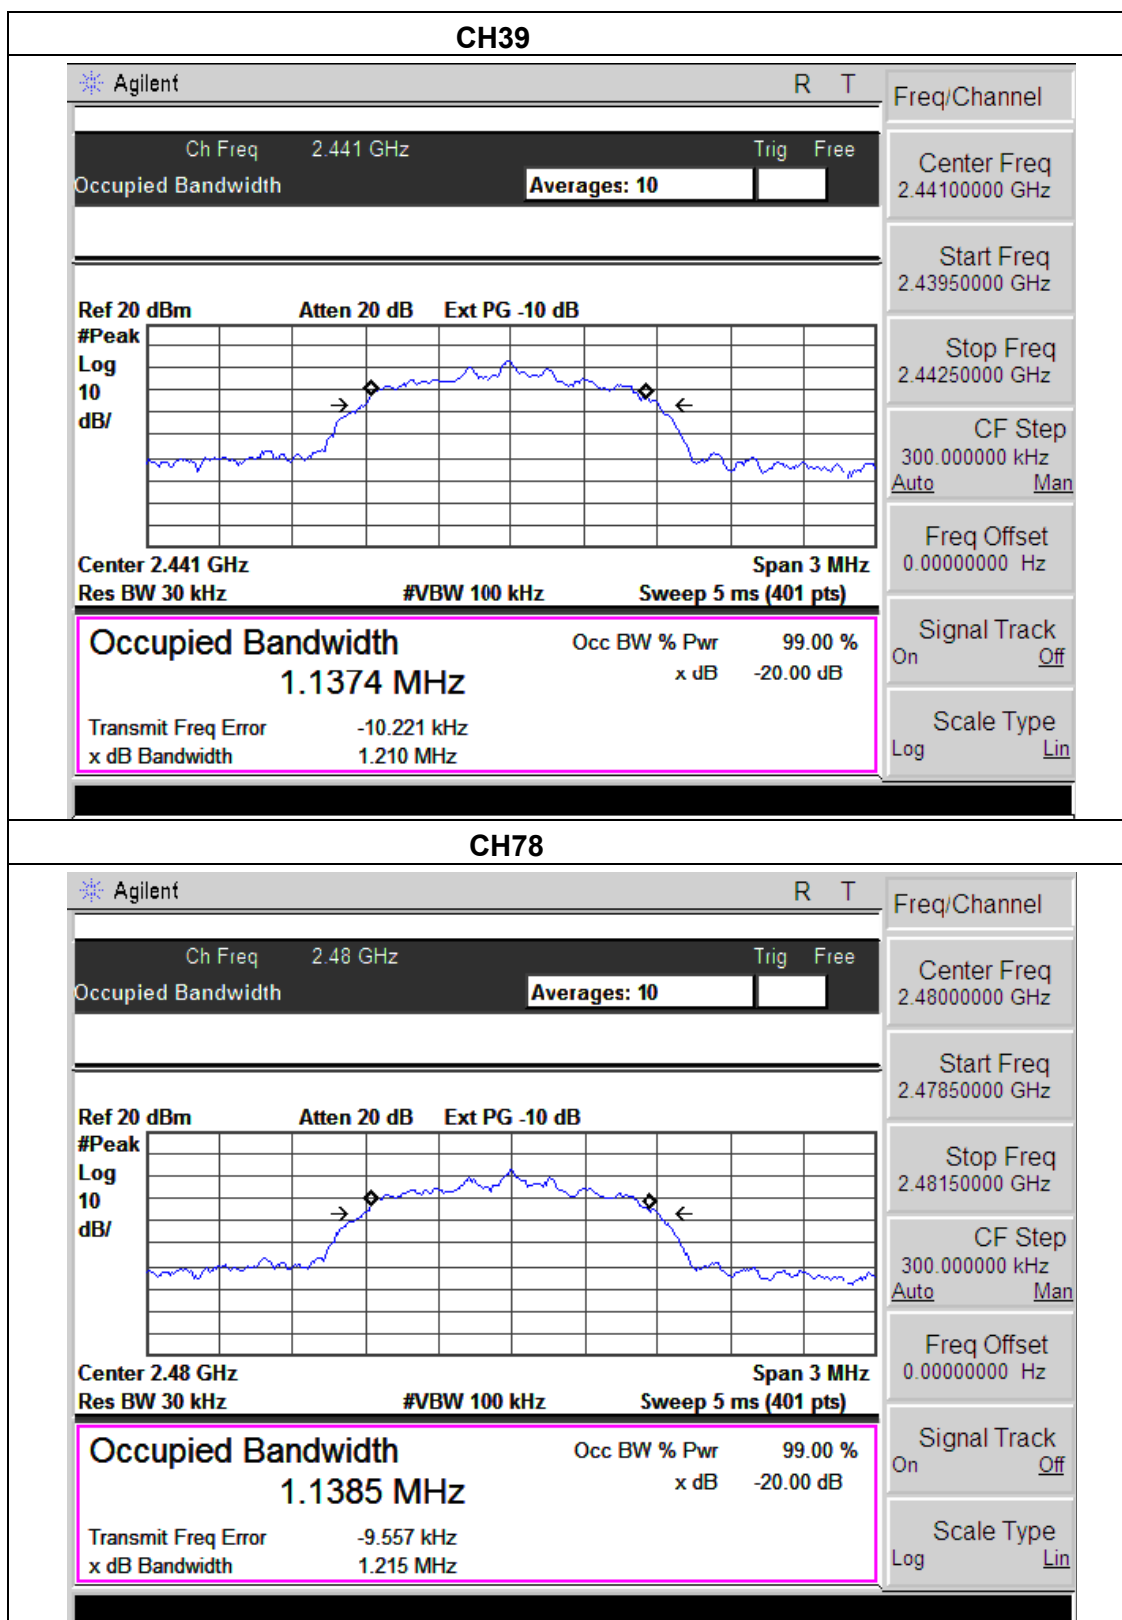 CH39
Agilent R T
Freq/Channel
Ch Freq 2.441 GHz Trig Free
Occupied Bandwidth Averages: 10
Center Freq
2.44100000 GHz
Start Freq
2.43950000 GHz
Stop Freq
2.44250000 GHz
CF Step
300.000000 kHz
Auto Man
Freq Offset
0.00000000 Hz
Signal Track
On Off
Scale Type
Log Lin
Ref 20 dBm Atten 20 dB Ext PG -10 dB
#Peak
Log
10
dB/
Center 2.441 GHz Span 3 MHz
Res BW 30 kHz #VBW 100 kHz Sweep 5 ms (401 pts)
Occupied Bandwidth Occ BW % Pwr 99.00 %
1.1374 MHz x dB -20.00 dB
Transmit Freq Error -10.221 kHz
x dB Bandwidth 1.210 MHz
CH78
Agilent R T
Freq/Channel
Ch Freq 2.48 GHz Trig Free
Occupied Bandwidth Averages: 10
Center Freq
2.48000000 GHz
Start Freq
2.47850000 GHz
Stop Freq
2.48150000 GHz
CF Step
300.000000 kHz
Auto Man
Freq Offset
0.00000000 Hz
Signal Track
On Off
Scale Type
Log Lin
Ref 20 dBm Atten 20 dB Ext PG -10 dB
#Peak
Log
10
dB/
Center 2.48 GHz Span 3 MHz
Res BW 30 kHz #VBW 100 kHz Sweep 5 ms (401 pts)
Occupied Bandwidth Occ BW % Pwr 99.00 %
1.1385 MHz x dB -20.00 dB
Transmit Freq Error -9.557 kHz
x dB Bandwidth 1.215 MHz